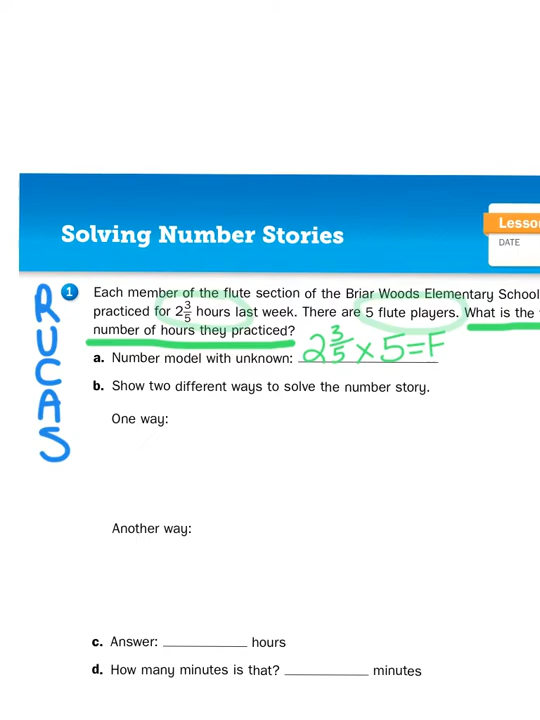 Solving Number Stories
Lesso
DATE
RUCAS
1 Each member of the flute section of the Briar Woods Elementary School
practiced for 2 3/5 hours last week. There are 5 flute players. What is the
number of hours they practiced?
a. Number model with unknown: 2 3/5 x 5 = F
b. Show two different ways to solve the number story.
One way:
Another way:
c. Answer: ___ hours
d. How many minutes is that? ___ minutes